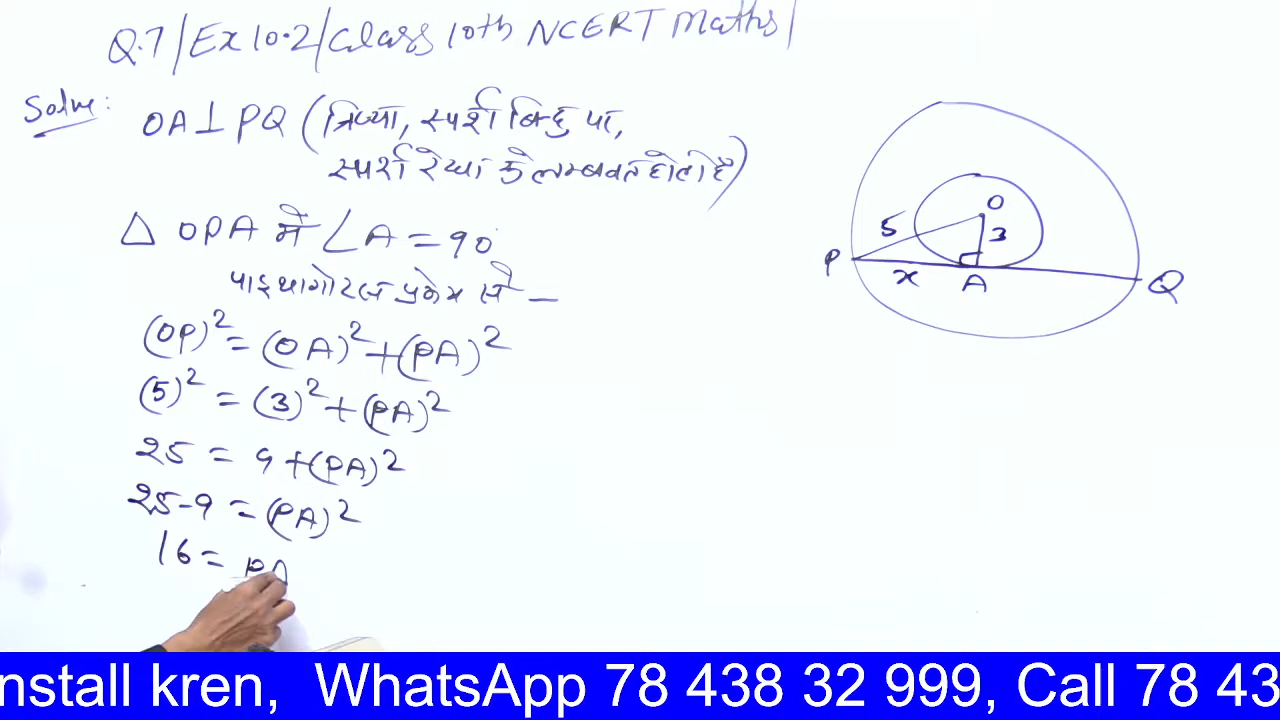 Q.7/Ex 10.2/Class 10th NCERT Maths/
Solve:
OA ⊥ PQ (त्रिज्या, स्पर्श बिन्दु पर,
स्पर्श रेखा के लम्बवत होती है)
△ OPA में ∠A = 90°
पाइथागोरस प्रमेय से —
(OP)² = (OA)² + (PA)²
(5)² = (3)² + (PA)²
25 = 9 + (PA)²
25 - 9 = (PA)²
16 = PA
O
5
3
P
x
A
Q
nstall kren, WhatsApp 78 438 32 999, Call 78 43